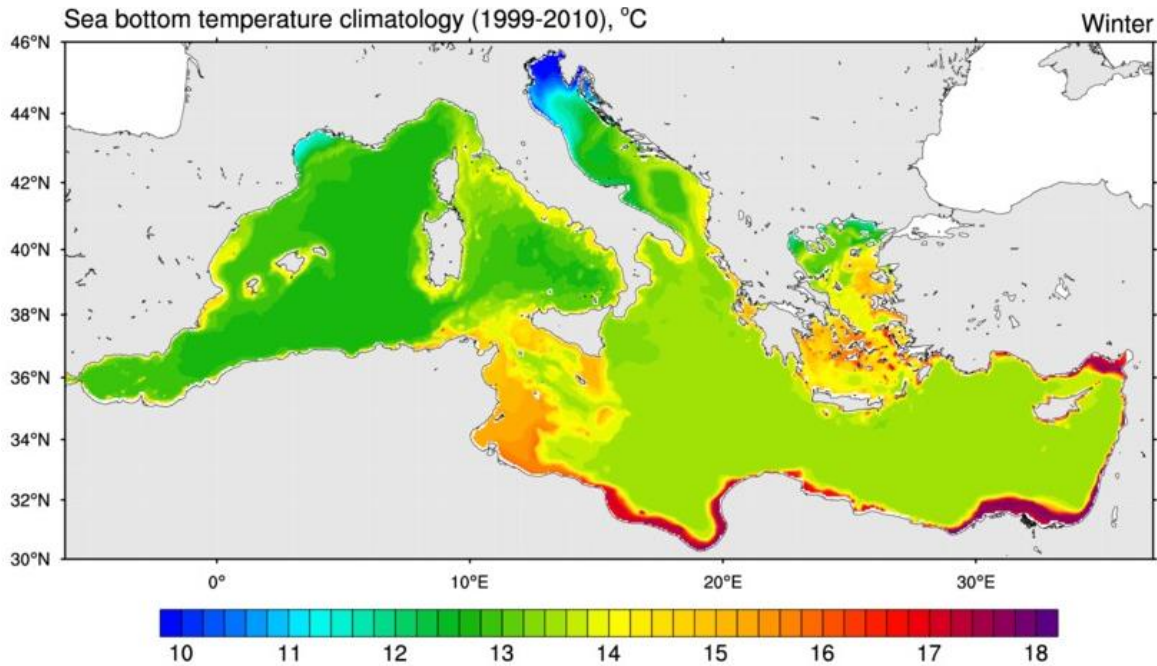 Sea bottom temperature climatology (1999-2010), °C Winter
46°N
44°N
42°N
40°N
38°N
36°N
34°N
32°N
30°N
0° 10°E 20°E 30°E
10 11 12 13 14 15 16 17 18